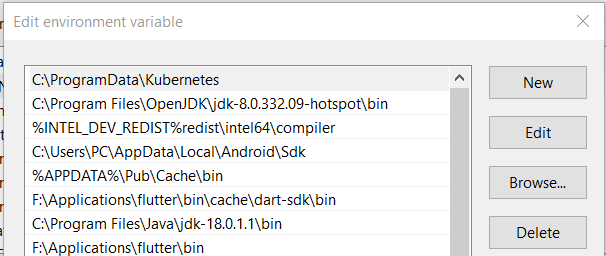 Edit environment variable
C:\ProgramData\Kubernetes
New
C:\Program Files\OpenJDK\jdk-8.0.332.09-hotspot\bin
%INTEL_DEV_REDIST%redist\intel64\compiler
Edit
C:\Users\PC\AppData\Local\Android\Sdk
%APPDATA%\Pub\Cache\bin
Browse...
F:\Applications\flutter\bin\cache\dart-sdk\bin
C:\Program Files\Java\jdk-18.0.1.1\bin
Delete
F:\Applications\flutter\bin